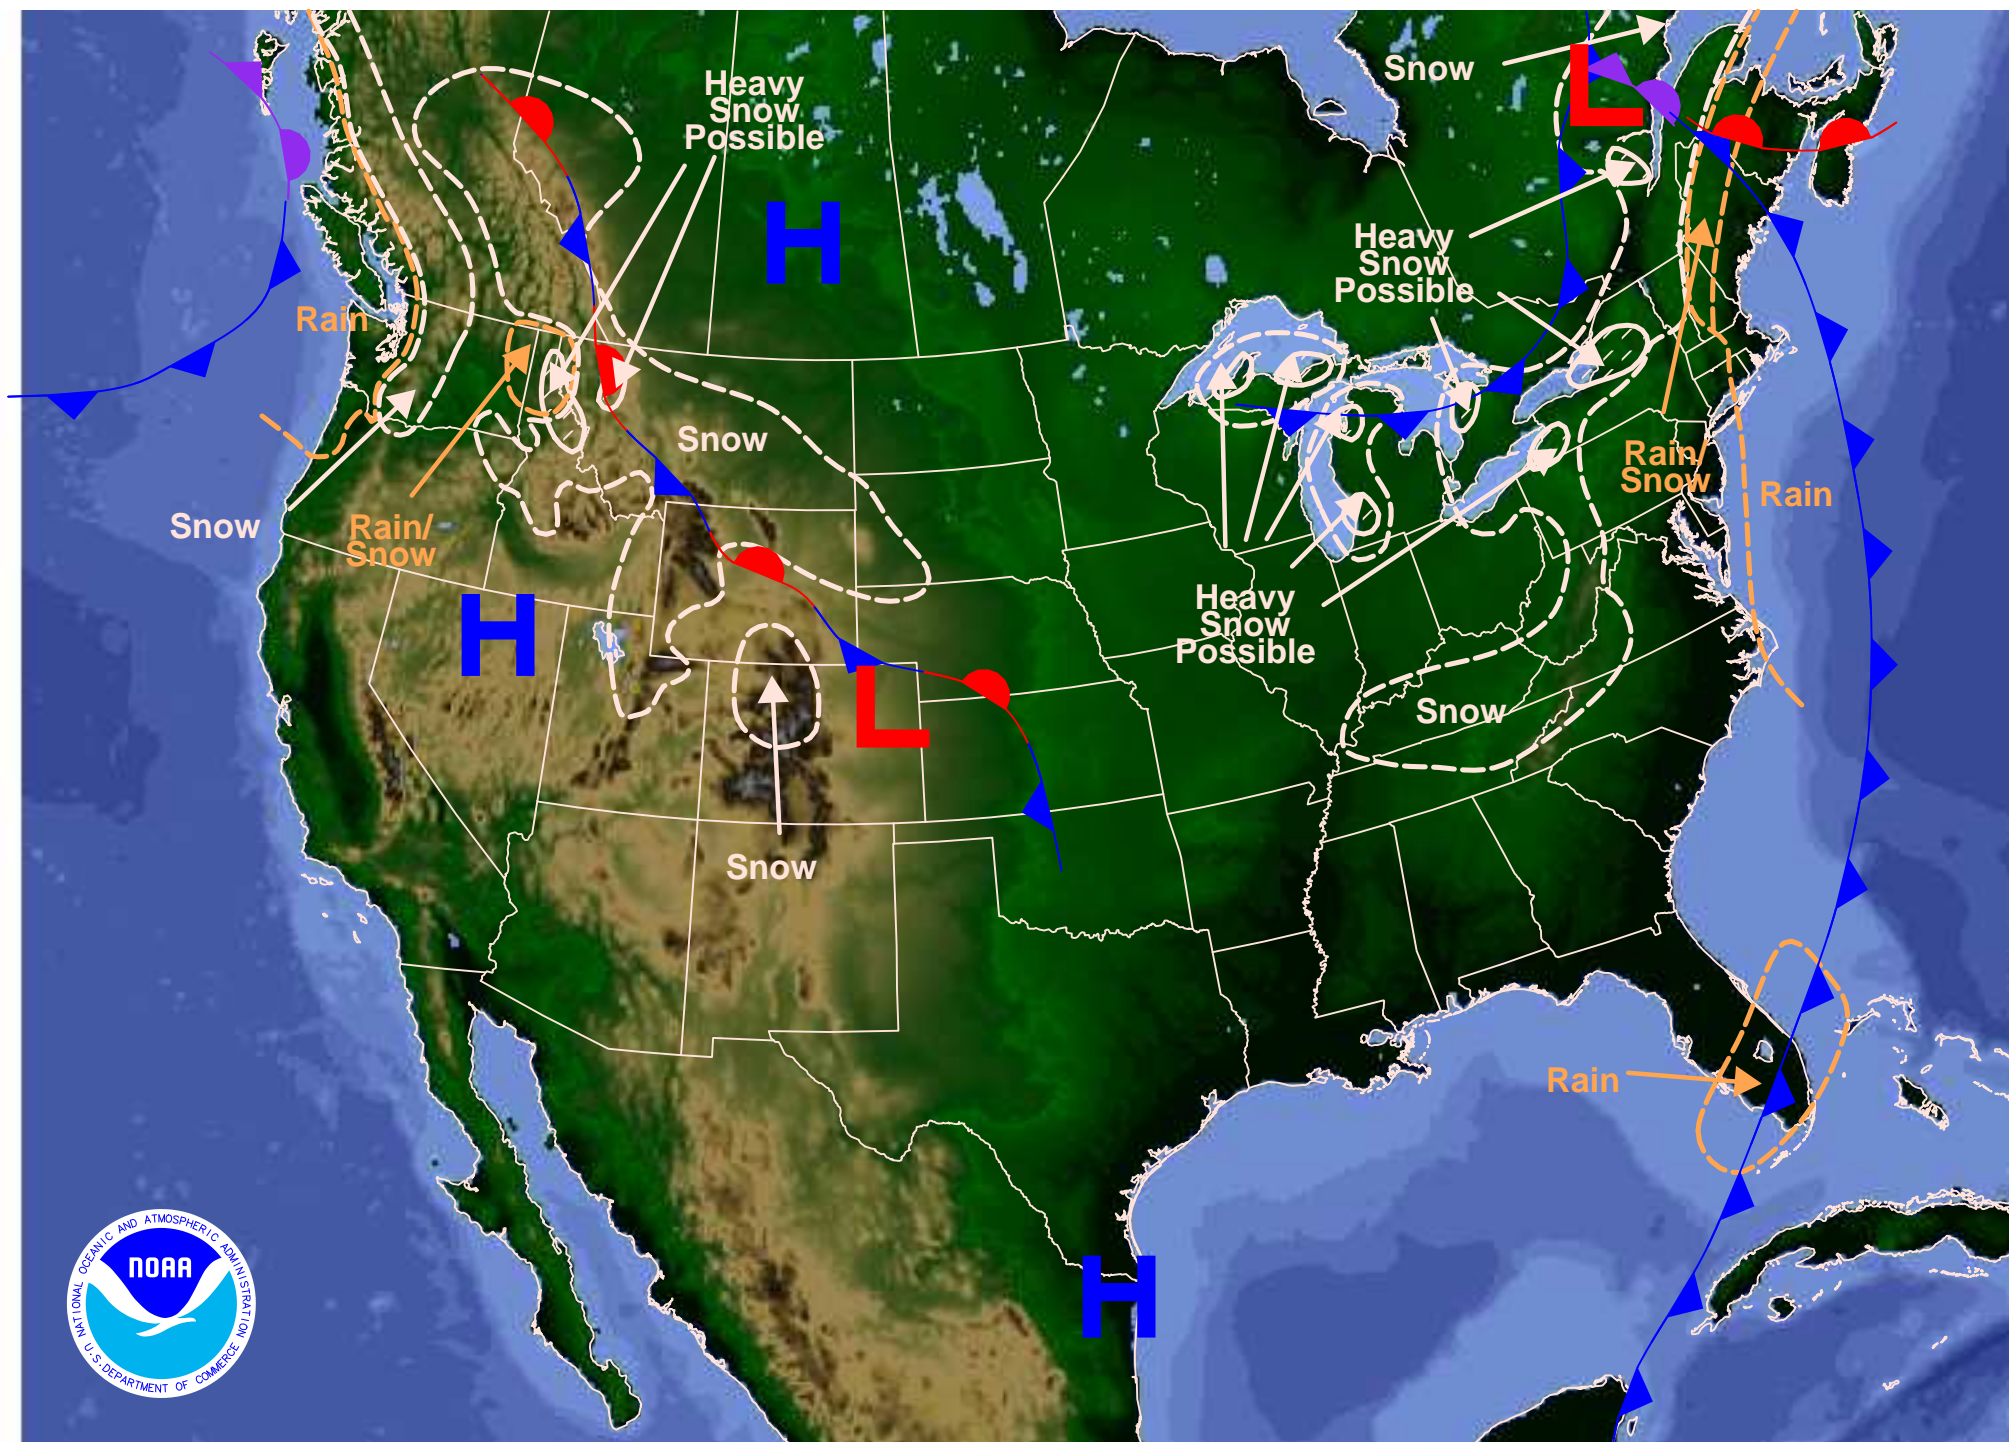 Heavy
Snow
Possible
Snow
L
H
Heavy
Snow
Possible
Rain
Snow
Rain/
Snow
Rain
Snow
Rain/
Snow
H
Heavy
Snow
Possible
L
Snow
Snow
Rain
H
NATIONAL OCEANIC AND ATMOSPHERIC ADMINISTRATION
NOAA
U.S. DEPARTMENT OF COMMERCE